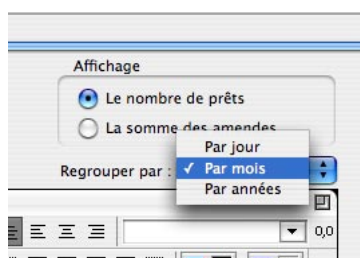 Affichage
Le nombre de prêts
La somme des amendes
Par jour
Regrouper par : ✓ Par mois
Par années
0,0